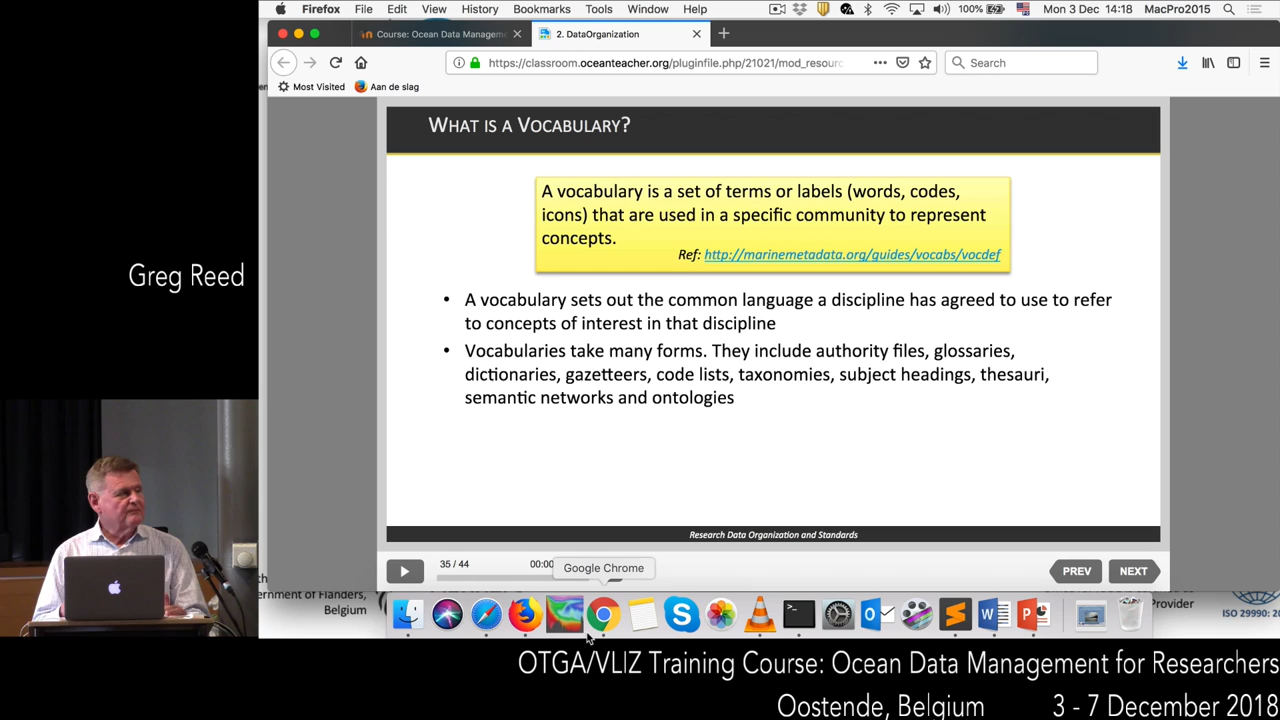 Firefox File Edit View History Bookmarks Tools Window Help 100% Mon 3 Dec 14:18 MacPro2015
Course: Ocean Data Managem
2. DataOrganization
https://classroom.oceanteacher.org/pluginfile.php/21021/mod_resourc
Search
Most Visited Aan de slag
WHAT IS A VOCABULARY?
A vocabulary is a set of terms or labels (words, codes,
icons) that are used in a specific community to represent
concepts.
Ref: http://marinemetadata.org/guides/vocabs/vocdef
• A vocabulary sets out the common language a discipline has agreed to use to refer
to concepts of interest in that discipline
• Vocabularies take many forms. They include authority files, glossaries,
dictionaries, gazetteers, code lists, taxonomies, subject headings, thesauri,
semantic networks and ontologies
Research Data Organization and Standards
35 / 44 00:00
PREV NEXT
Google Chrome
vernment of Flanders,
Belgium
Provider
ISO 29990: 20
Greg Reed
OTGA/VLIZ Training Course: Ocean Data Management for Researchers
Oostende, Belgium 3 - 7 December 2018